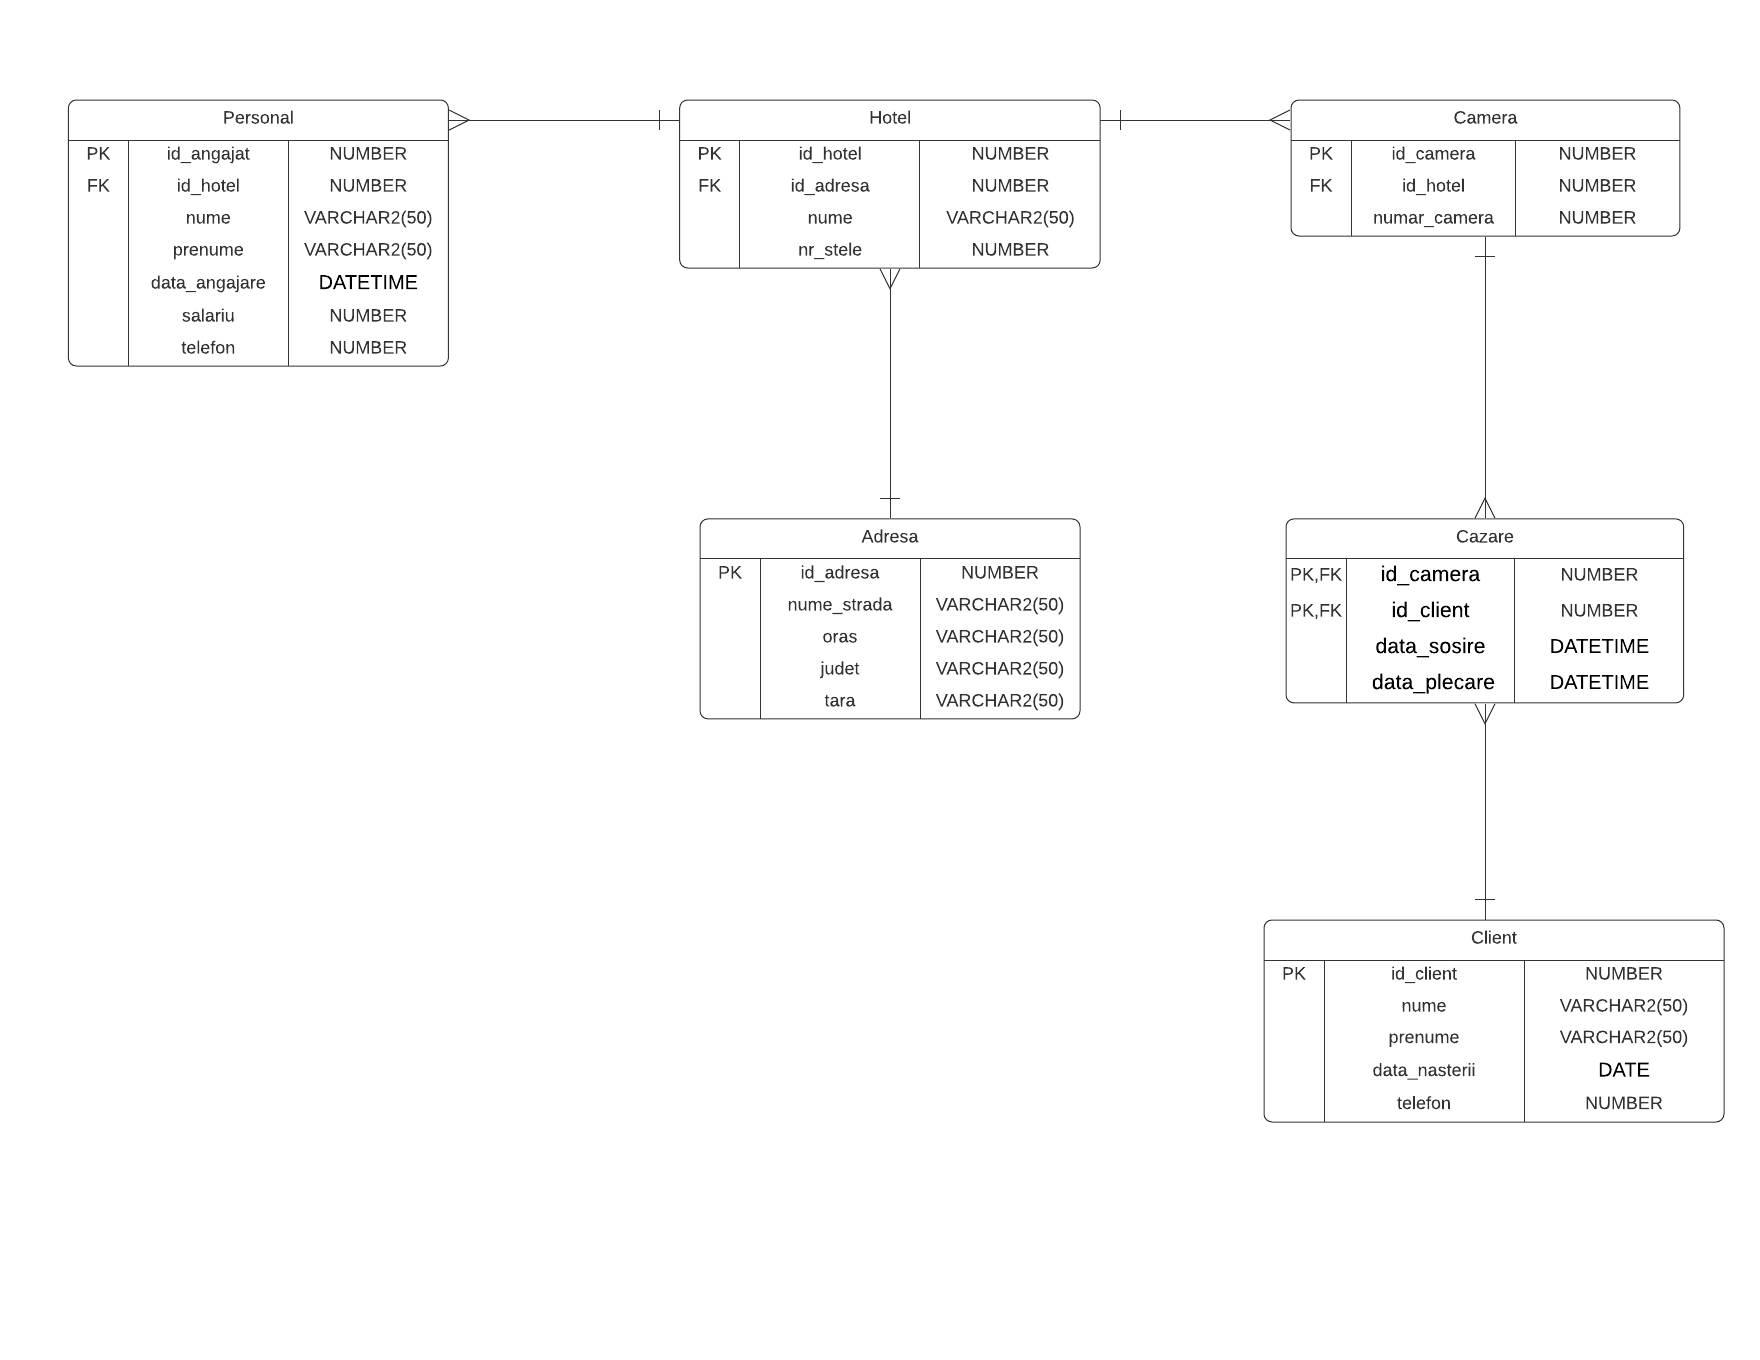 Personal
PK id_angajat NUMBER
FK id_hotel NUMBER
nume VARCHAR2(50)
prenume VARCHAR2(50)
data_angajare DATETIME
salariu NUMBER
telefon NUMBER
Hotel
PK id_hotel NUMBER
FK id_adresa NUMBER
nume VARCHAR2(50)
nr_stele NUMBER
Camera
PK id_camera NUMBER
FK id_hotel NUMBER
numar_camera NUMBER
Adresa
PK id_adresa NUMBER
nume_strada VARCHAR2(50)
oras VARCHAR2(50)
judet VARCHAR2(50)
tara VARCHAR2(50)
Cazare
PK,FK id_camera NUMBER
PK,FK id_client NUMBER
data_sosire DATETIME
data_plecare DATETIME
Client
PK id_client NUMBER
nume VARCHAR2(50)
prenume VARCHAR2(50)
data_nasterii DATE
telefon NUMBER